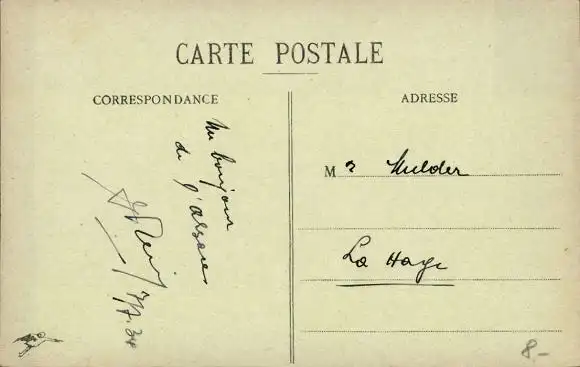 CARTE POSTALE
CORRESPONDANCE
ADRESSE
Un bonjour
de l'Alsace
M r Mulder
La Haye
8.–